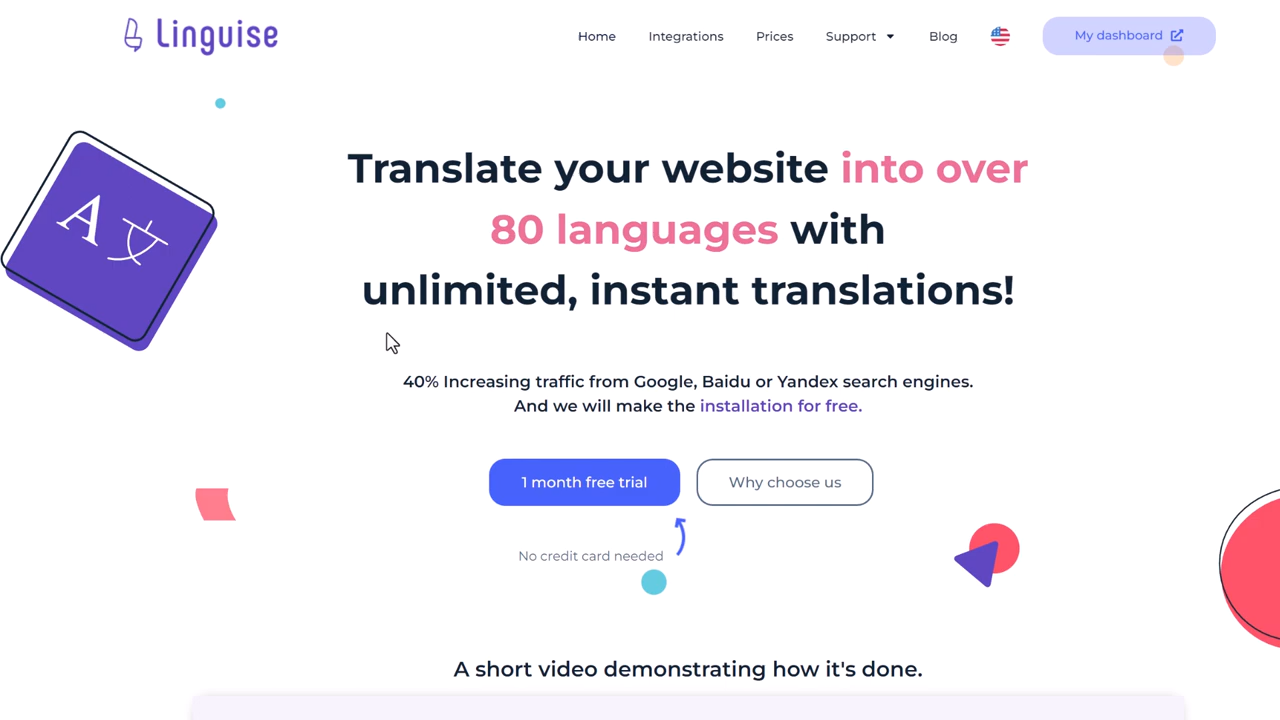 Linguise
Home
Integrations
Prices
Support
Blog
My dashboard
A 文
Translate your website into over
80 languages with
unlimited, instant translations!
40% Increasing traffic from Google, Baidu or Yandex search engines.
And we will make the installation for free.
1 month free trial
Why choose us
No credit card needed
A short video demonstrating how it's done.